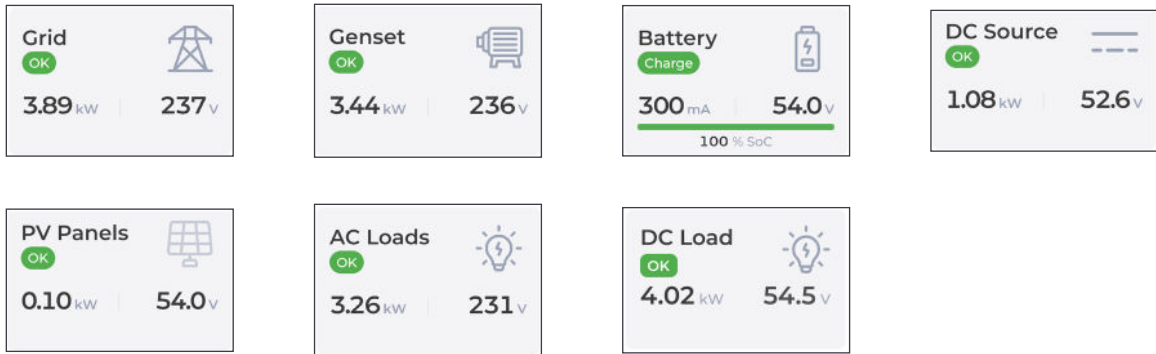 Grid
OK
3.89 kW 237 V
Genset
OK
3.44 kW 236 V
Battery
Charge
300 mA 54.0 V
100 % SoC
DC Source
OK
1.08 kW 52.6 V
PV Panels
OK
0.10 kW 54.0 V
AC Loads
OK
3.26 kW 231 V
DC Load
OK
4.02 kW 54.5 V